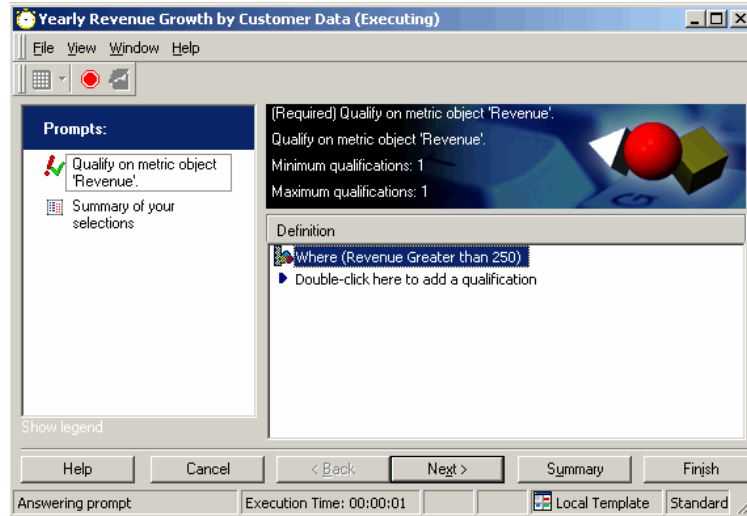 Yearly Revenue Growth by Customer Data (Executing)
File View Window Help
Prompts:
Qualify on metric object
'Revenue'.
Summary of your
selections
Show legend
(Required) Qualify on metric object 'Revenue'.
Qualify on metric object 'Revenue'.
Minimum qualifications: 1
Maximum qualifications: 1
Definition
Where (Revenue Greater than 250)
Double-click here to add a qualification
Help Cancel < Back Next > Summary Finish
Answering prompt Execution Time: 00:00:01 Local Template Standard